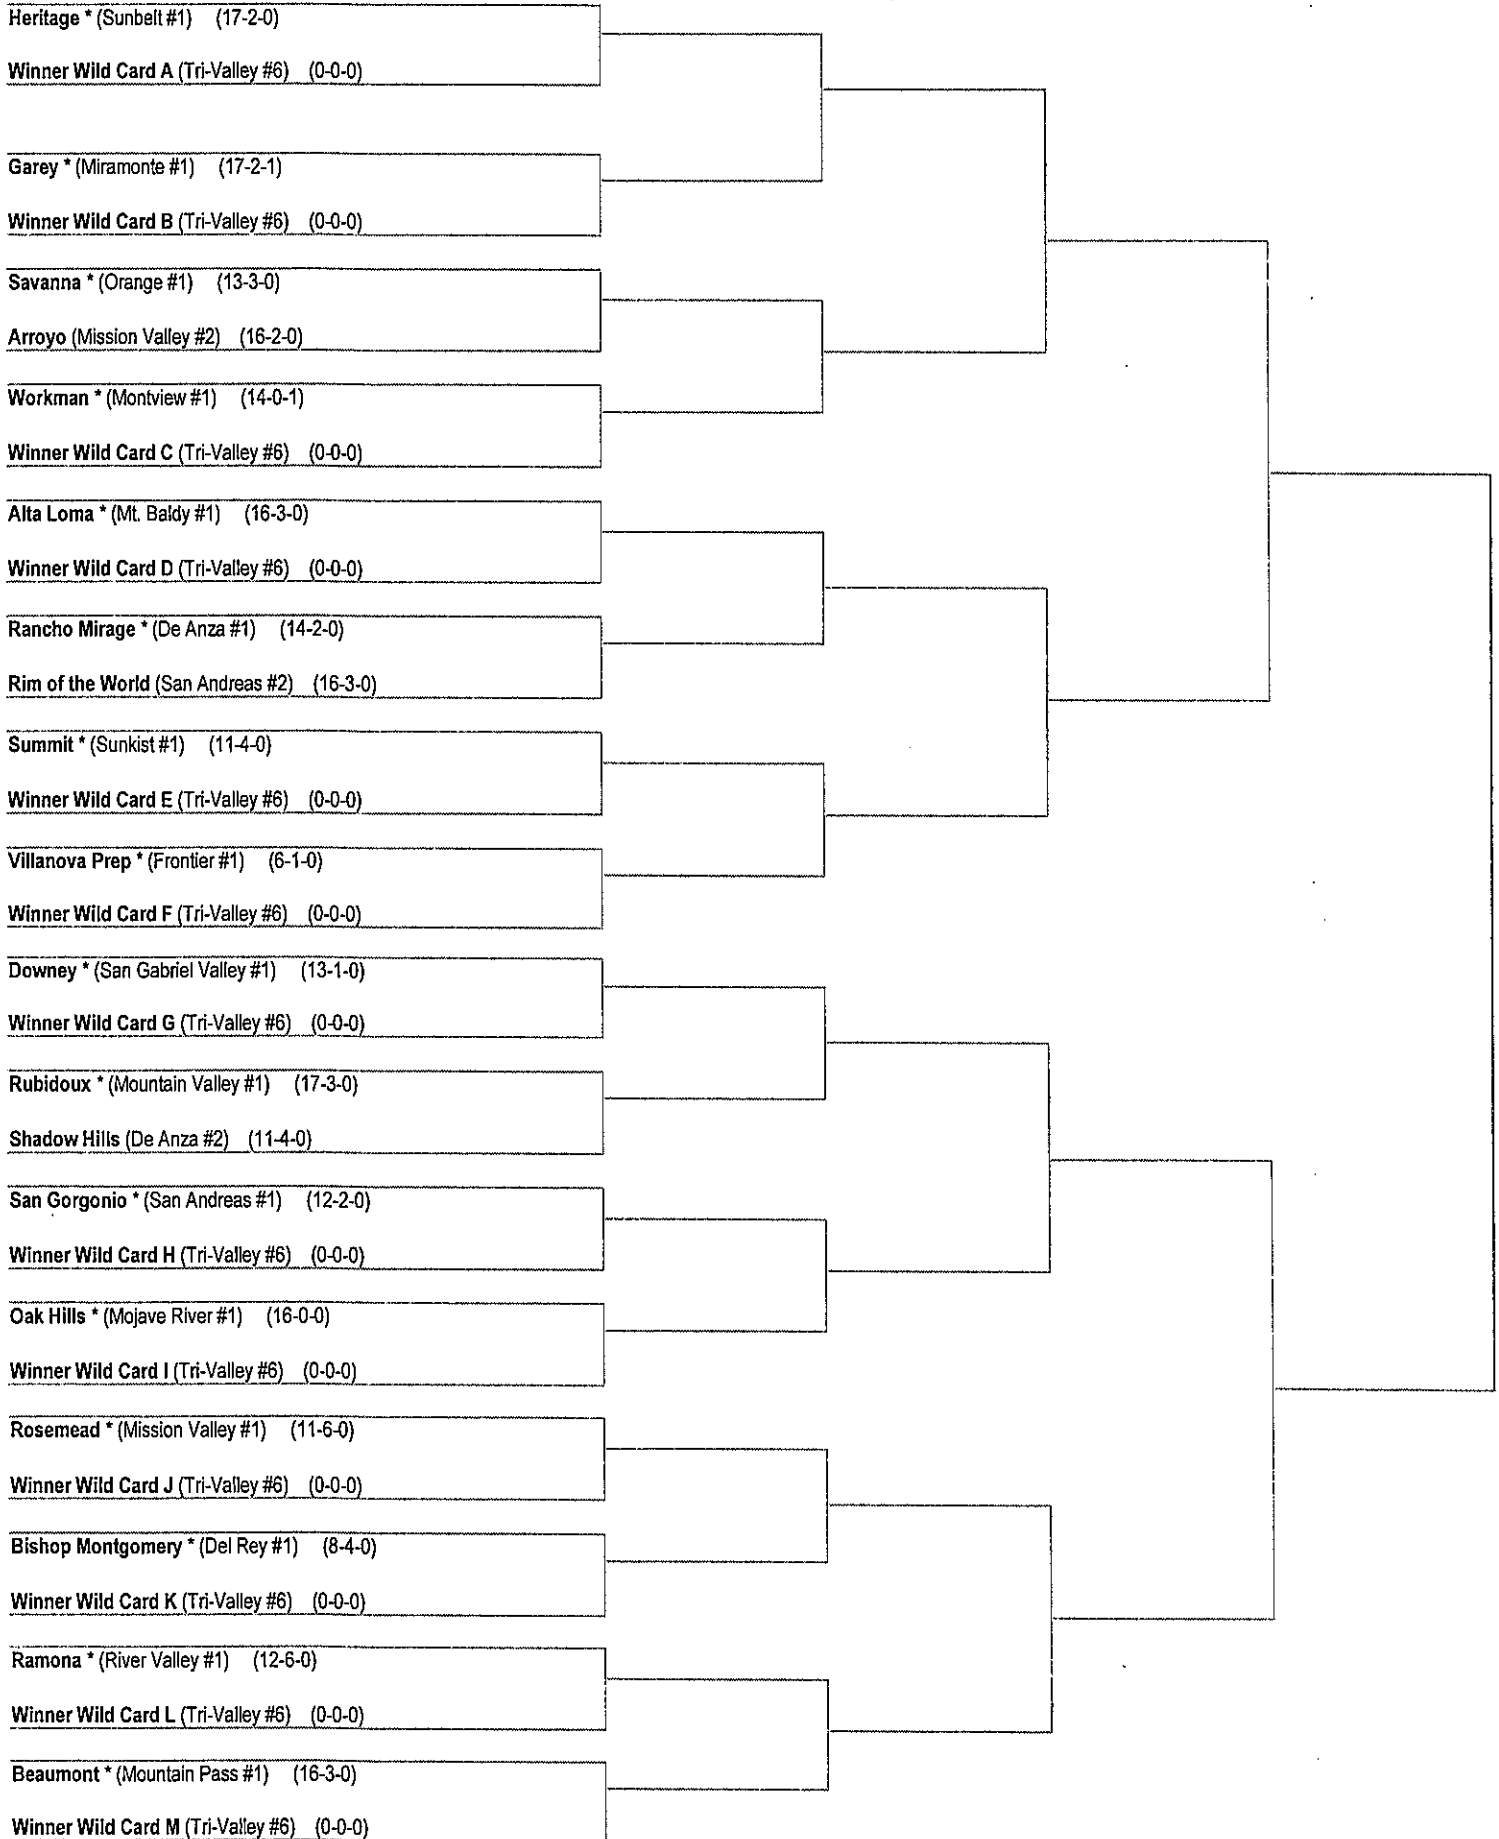 Heritage * (Sunbelt #1) (17-2-0)
Winner Wild Card A (Tri-Valley #6) (0-0-0)
Garey * (Miramonte #1) (17-2-1)
Winner Wild Card B (Tri-Valley #6) (0-0-0)
Savanna * (Orange #1) (13-3-0)
Arroyo (Mission Valley #2) (16-2-0)
Workman * (Montview #1) (14-0-1)
Winner Wild Card C (Tri-Valley #6) (0-0-0)
Alta Loma * (Mt. Baldy #1) (16-3-0)
Winner Wild Card D (Tri-Valley #6) (0-0-0)
Rancho Mirage * (De Anza #1) (14-2-0)
Rim of the World (San Andreas #2) (16-3-0)
Summit * (Sunkist #1) (11-4-0)
Winner Wild Card E (Tri-Valley #6) (0-0-0)
Villanova Prep * (Frontier #1) (6-1-0)
Winner Wild Card F (Tri-Valley #6) (0-0-0)
Downey * (San Gabriel Valley #1) (13-1-0)
Winner Wild Card G (Tri-Valley #6) (0-0-0)
Rubidoux * (Mountain Valley #1) (17-3-0)
Shadow Hills (De Anza #2) (11-4-0)
San Gorgonio * (San Andreas #1) (12-2-0)
Winner Wild Card H (Tri-Valley #6) (0-0-0)
Oak Hills * (Mojave River #1) (16-0-0)
Winner Wild Card I (Tri-Valley #6) (0-0-0)
Rosemead * (Mission Valley #1) (11-6-0)
Winner Wild Card J (Tri-Valley #6) (0-0-0)
Bishop Montgomery * (Del Rey #1) (8-4-0)
Winner Wild Card K (Tri-Valley #6) (0-0-0)
Ramona * (River Valley #1) (12-6-0)
Winner Wild Card L (Tri-Valley #6) (0-0-0)
Beaumont * (Mountain Pass #1) (16-3-0)
Winner Wild Card M (Tri-Valley #6) (0-0-0)